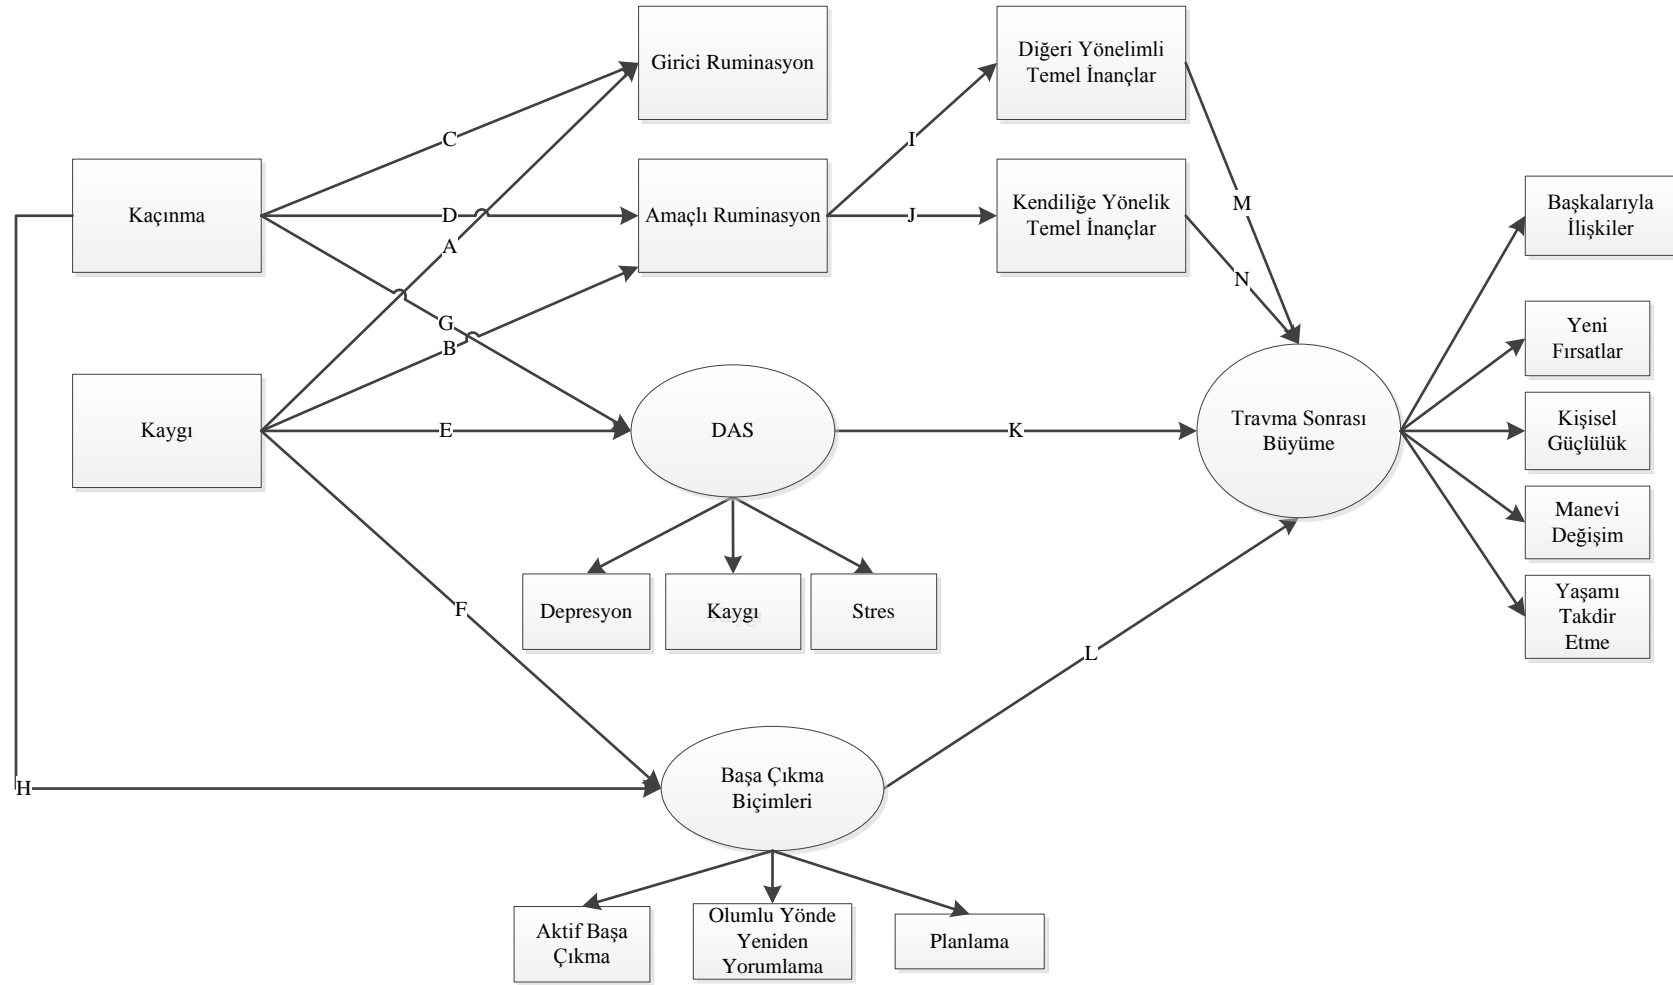 Girici Ruminasyon
Diğeri Yönelimli
Temel İnançlar
C
I
Kaçınma
D
Amaçlı Ruminasyon
J
Kendiliğe Yönelik
Temel İnançlar
M
Başkalarıyla
İlişkiler
A
N
G
B
Yeni
Fırsatlar
Kaygı
E
DAS
K
Travma Sonrası
Büyüme
Kişisel
Güçlülük
Manevi
Değişim
F
Depresyon
Kaygı
Stres
Yaşamı
Takdir
Etme
L
H
Başa Çıkma
Biçimleri
Aktif Başa
Çıkma
Olumlu Yönde
Yeniden
Yorumlama
Planlama